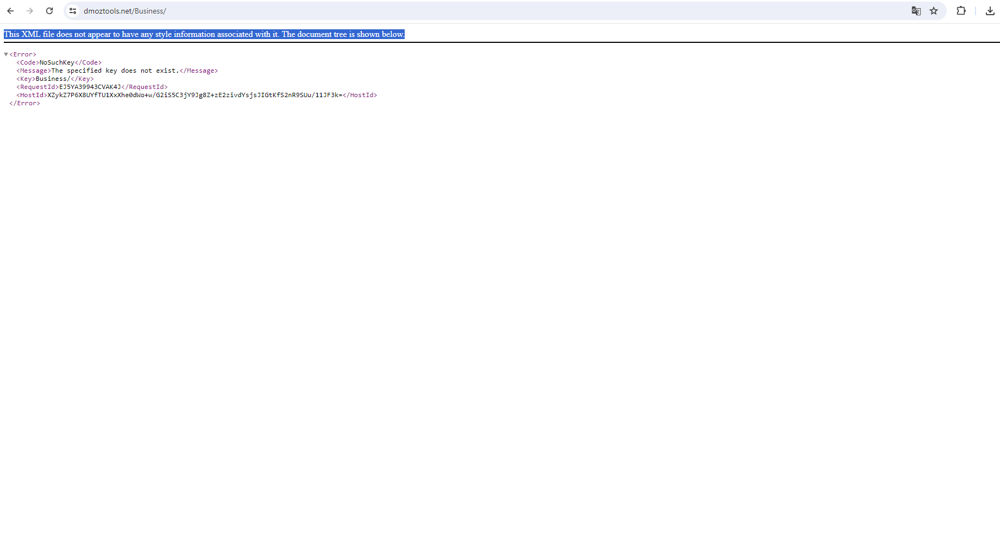 dmoztools.net/Business/
This XML file does not appear to have any style information associated with it. The document tree is shown below.
<Error>
<Code>NoSuchKey</Code>
<Message>The specified key does not exist.</Message>
<Key>Business/</Key>
<RequestId>EJ5YA39943CVAK4J</RequestId>
<HostId>XZykZ7P6X8UYfTU1XxXhe0dWo+w/G2iS5C3jY9Jg8Z+zE2zivdYsjsJIGtKfS2nR9SUu/11JF3k=</HostId>
</Error>